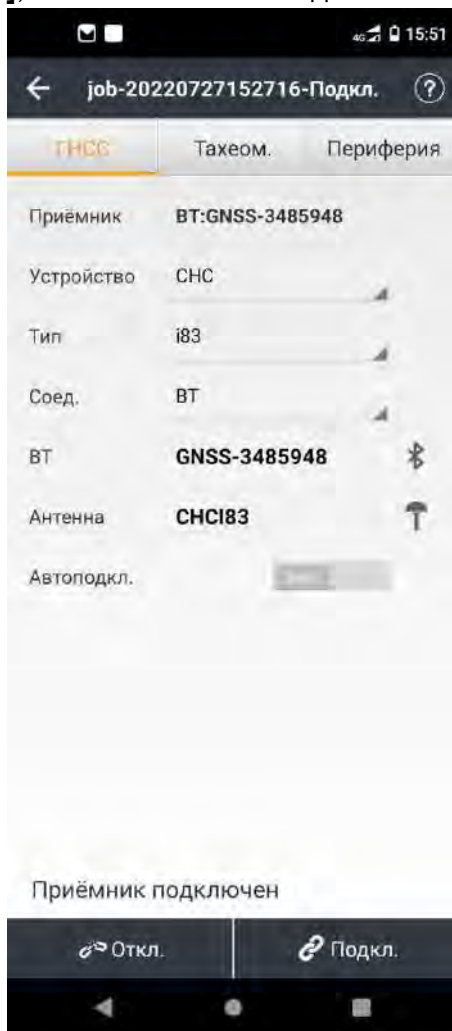 4G 15:51
job-20220727152716-Подкл. ?
ГНСС Тахеом. Периферия
Приёмник BT:GNSS-3485948
Устройство CHC
Тип i83
Соед. BT
BT GNSS-3485948
Антенна CHCI83
Автоподкл.
Приёмник подключен
Откл. Подкл.